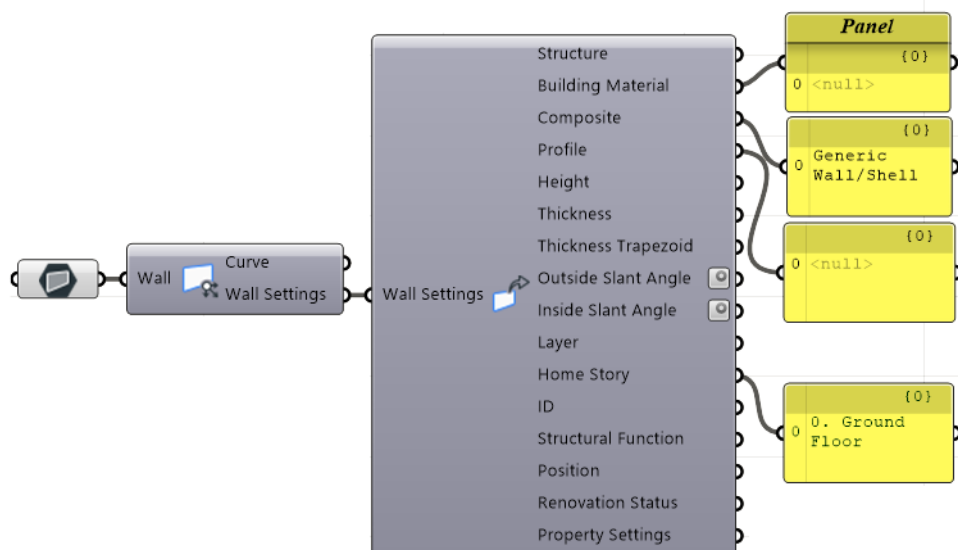 Panel
{0}
0 <null>
{0}
0 Generic
Wall/Shell
{0}
0 <null>
{0}
0 0. Ground
Floor
Wall
Curve
Wall Settings
Wall Settings
Structure
Building Material
Composite
Profile
Height
Thickness
Thickness Trapezoid
Outside Slant Angle
Inside Slant Angle
Layer
Home Story
ID
Structural Function
Position
Renovation Status
Property Settings